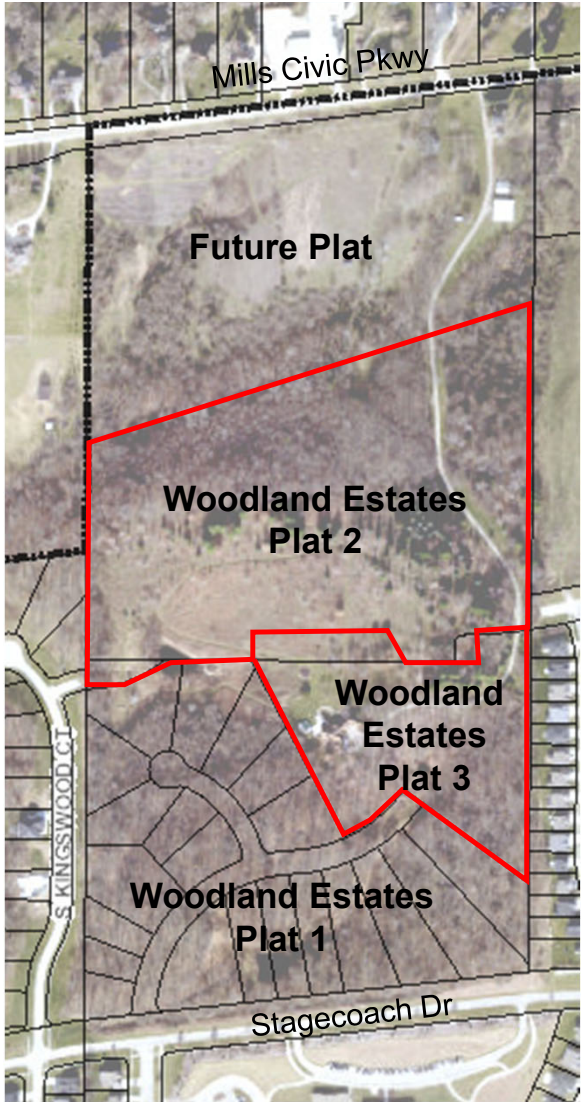 Mills Civic Pkwy
Future Plat
Woodland Estates
Plat 2
Woodland
Estates
Plat 3
S KINGSWOOD CT
Woodland Estates
Plat 1
Stagecoach Dr